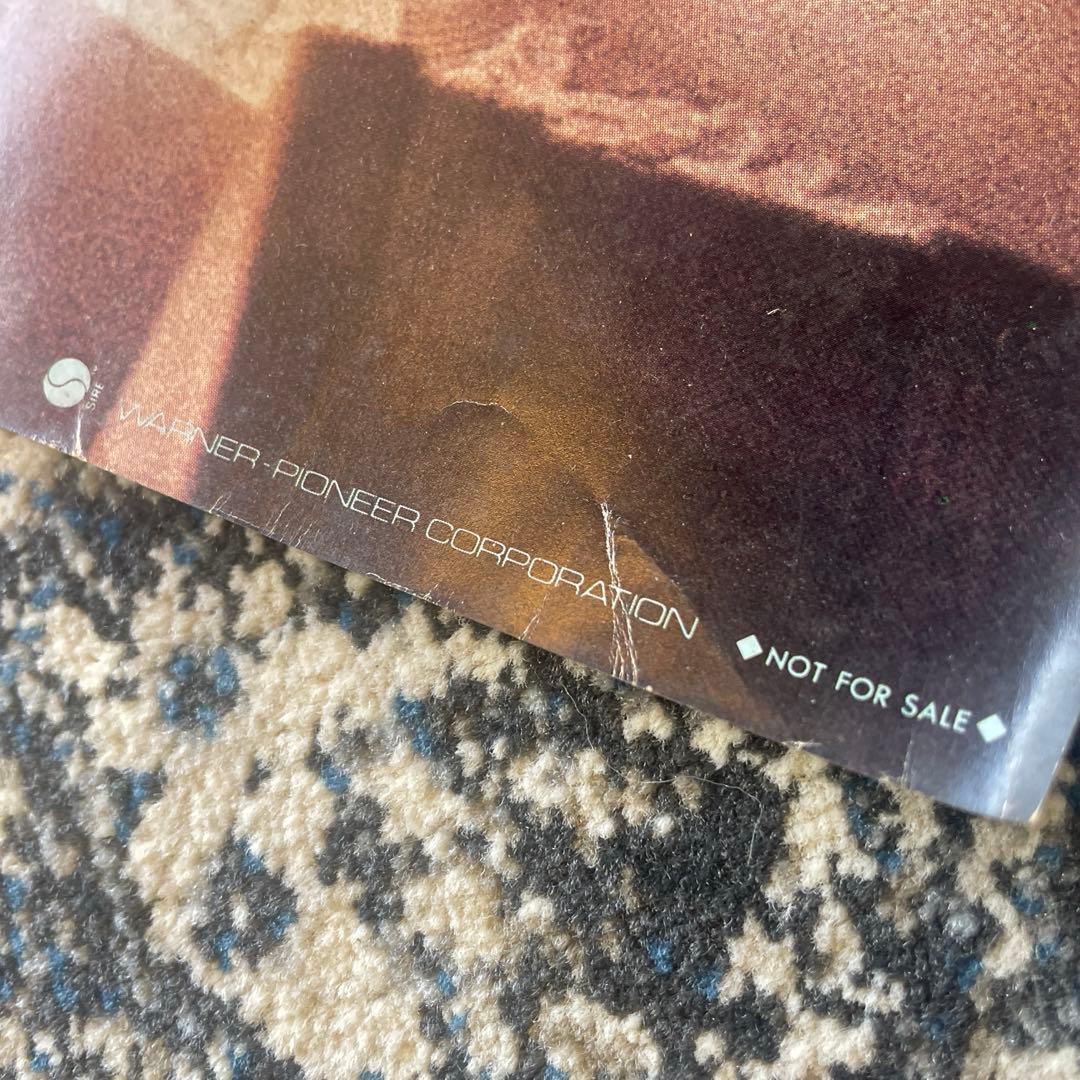 SIRE
WARNER-PIONEER CORPORATION
◆NOT FOR SALE◆